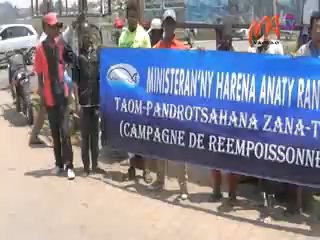 MINISTERAN'NY HARENA ANATY RAN
TAOM-PANDROTSAHANA ZANA-T
(CAMPAGNE DE REEMPOISSONNE